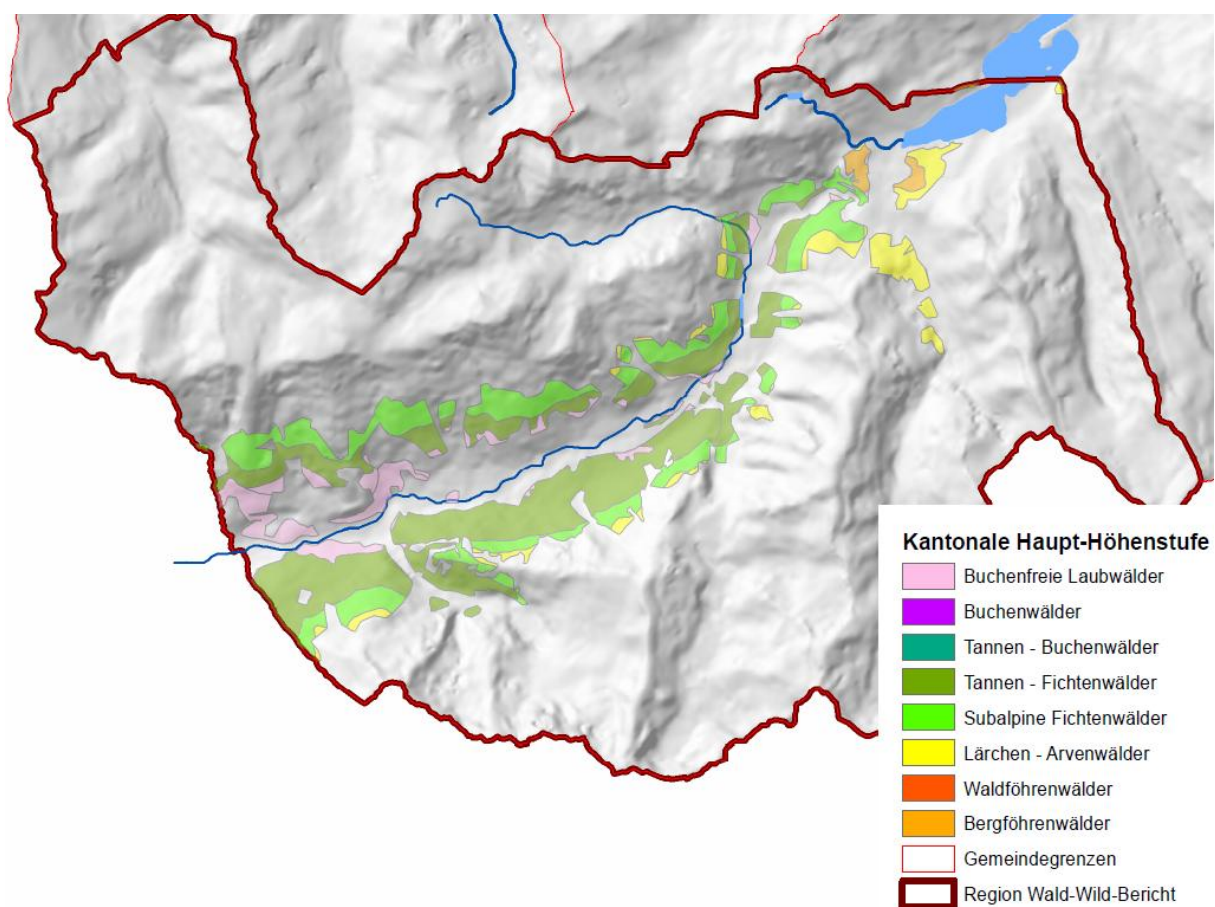 Kantonale Haupt-Höhenstufe
Buchenfreie Laubwälder
Buchenwälder
Tannen - Buchenwälder
Tannen - Fichtenwälder
Subalpine Fichtenwälder
Lärchen - Arvenwälder
Waldföhrenwälder
Bergföhrenwälder
Gemeindegrenzen
Region Wald-Wild-Bericht